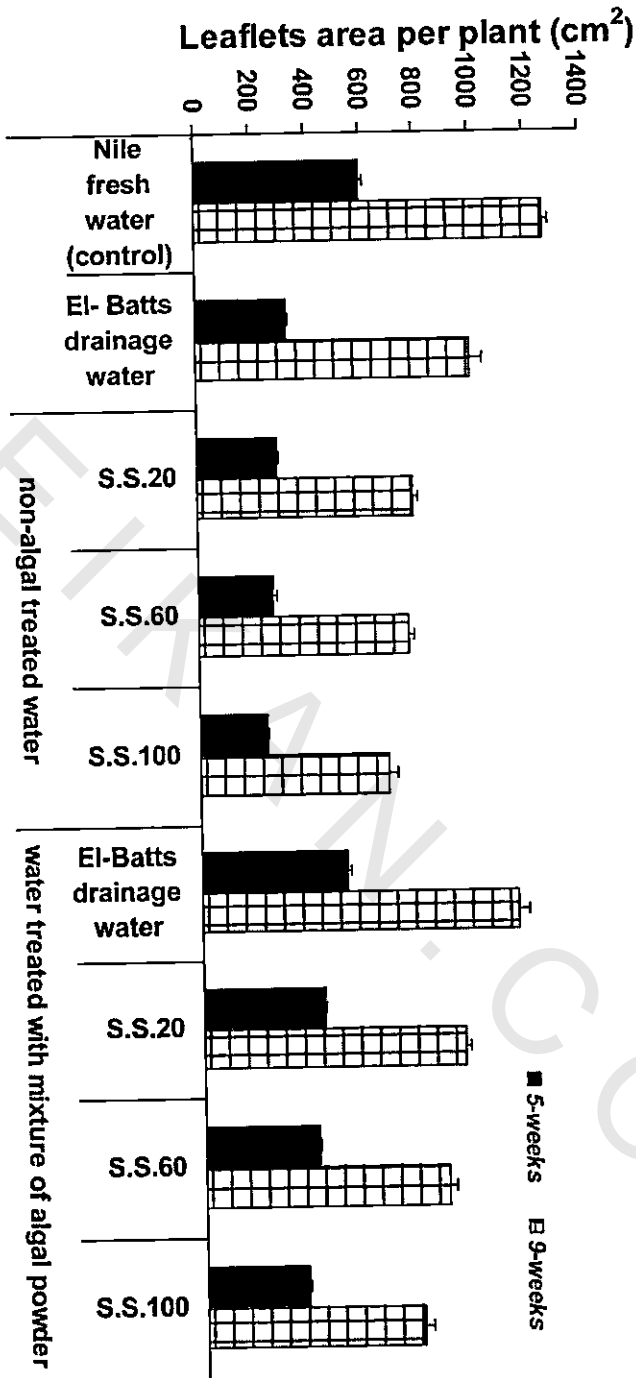 Leaflets area per plant (cm²)
1400
1200
1000
800
600
400
200
0
■ 5-weeks
9-weeks
Nile
fresh
water
(control)
El- Batts
drainage
water
S.S.20
S.S.60
S.S.100
El-Batts
drainage
water
S.S.20
S.S.60
S.S.100
non-algal treated water
water treated with mixture of algal powder
EIKAN.CO